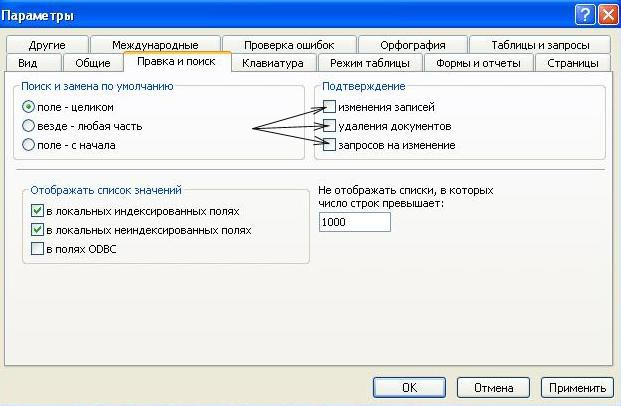 Параметры
Другие
Международные
Проверка ошибок
Орфография
Таблицы и запросы
Вид
Общие
Правка и поиск
Клавиатура
Режим таблицы
Формы и отчеты
Страницы
Поиск и замена по умолчанию
поле - целиком
везде - любая часть
поле - с начала
Подтверждение
изменения записей
удаления документов
запросов на изменение
Отображать список значений
в локальных индексированных полях
в локальных неиндексированных полях
в полях ODBC
Не отображать списки, в которых
число строк превышает:
1000
OK
Отмена
Применить